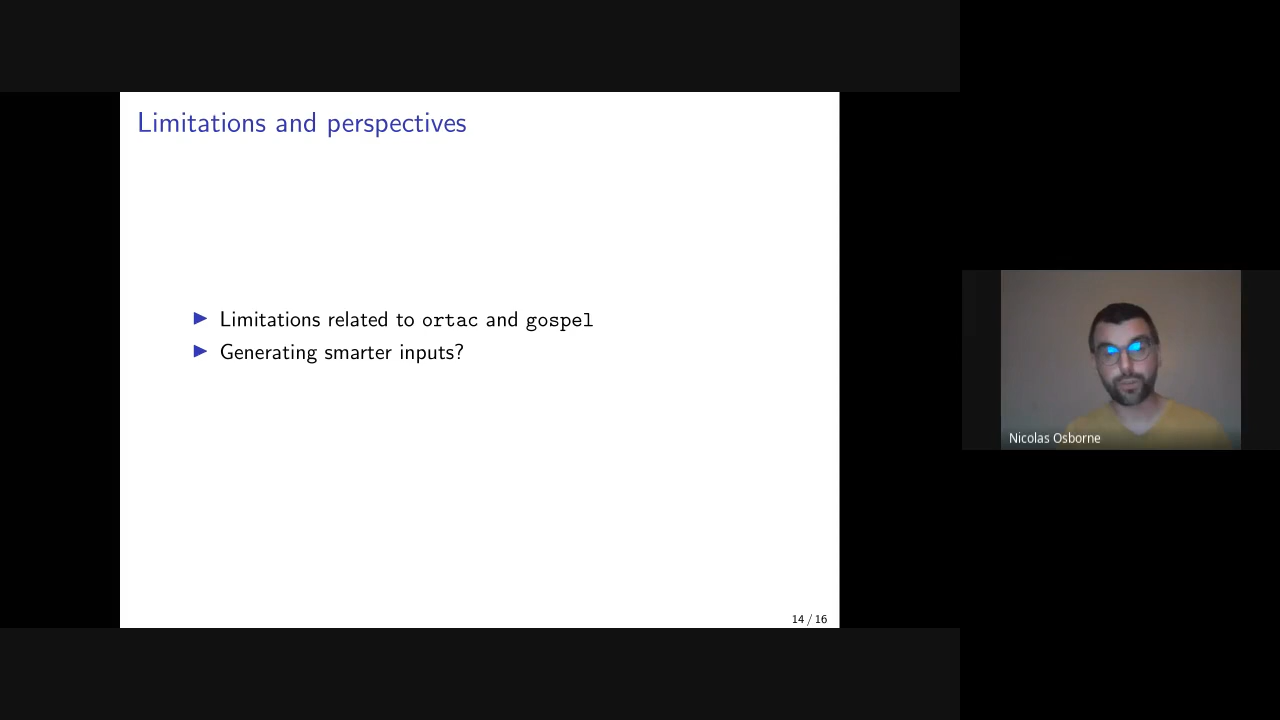 Limitations and perspectives
Limitations related to ortac and gospel
Generating smarter inputs?
14 / 16
Nicolas Osborne